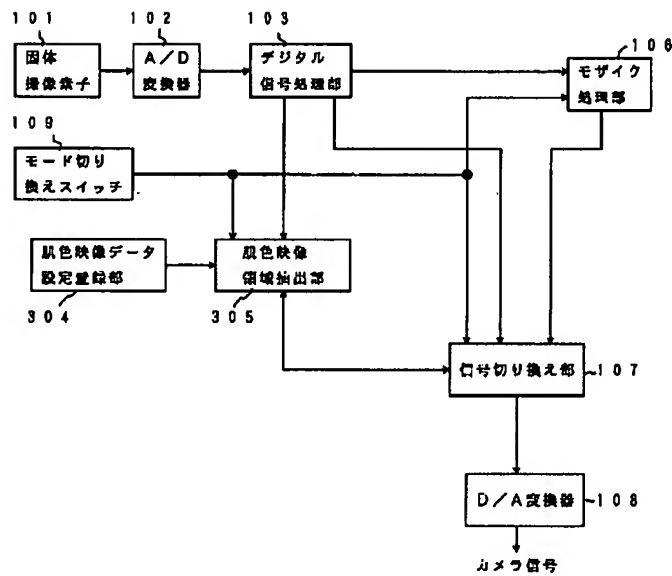 101
102
103
106
固体
撮像素子
A/D
変換器
デジタル
信号処理部
モザイク
処理部
109
モード切り
換えスイッチ
肌色映像データ
設定登録部
肌色映像
領域抽出部
304
305
信号切り換え部
107
D/A変換器
108
カメラ信号